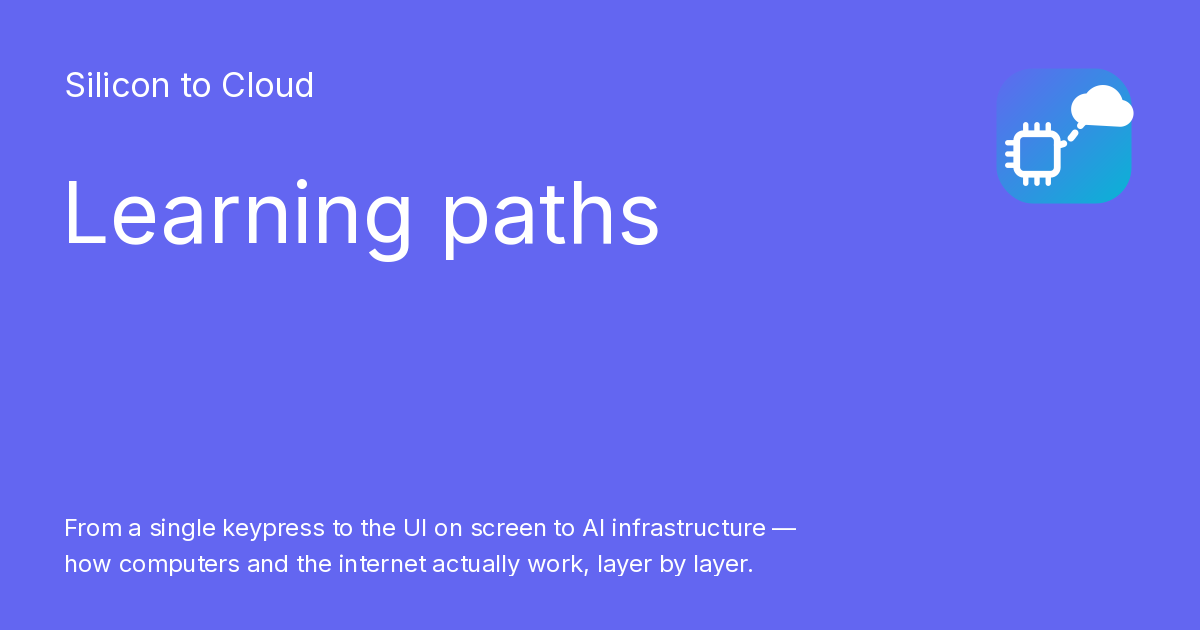 Silicon to Cloud
Learning paths
From a single keypress to the UI on screen to AI infrastructure —
how computers and the internet actually work, layer by layer.